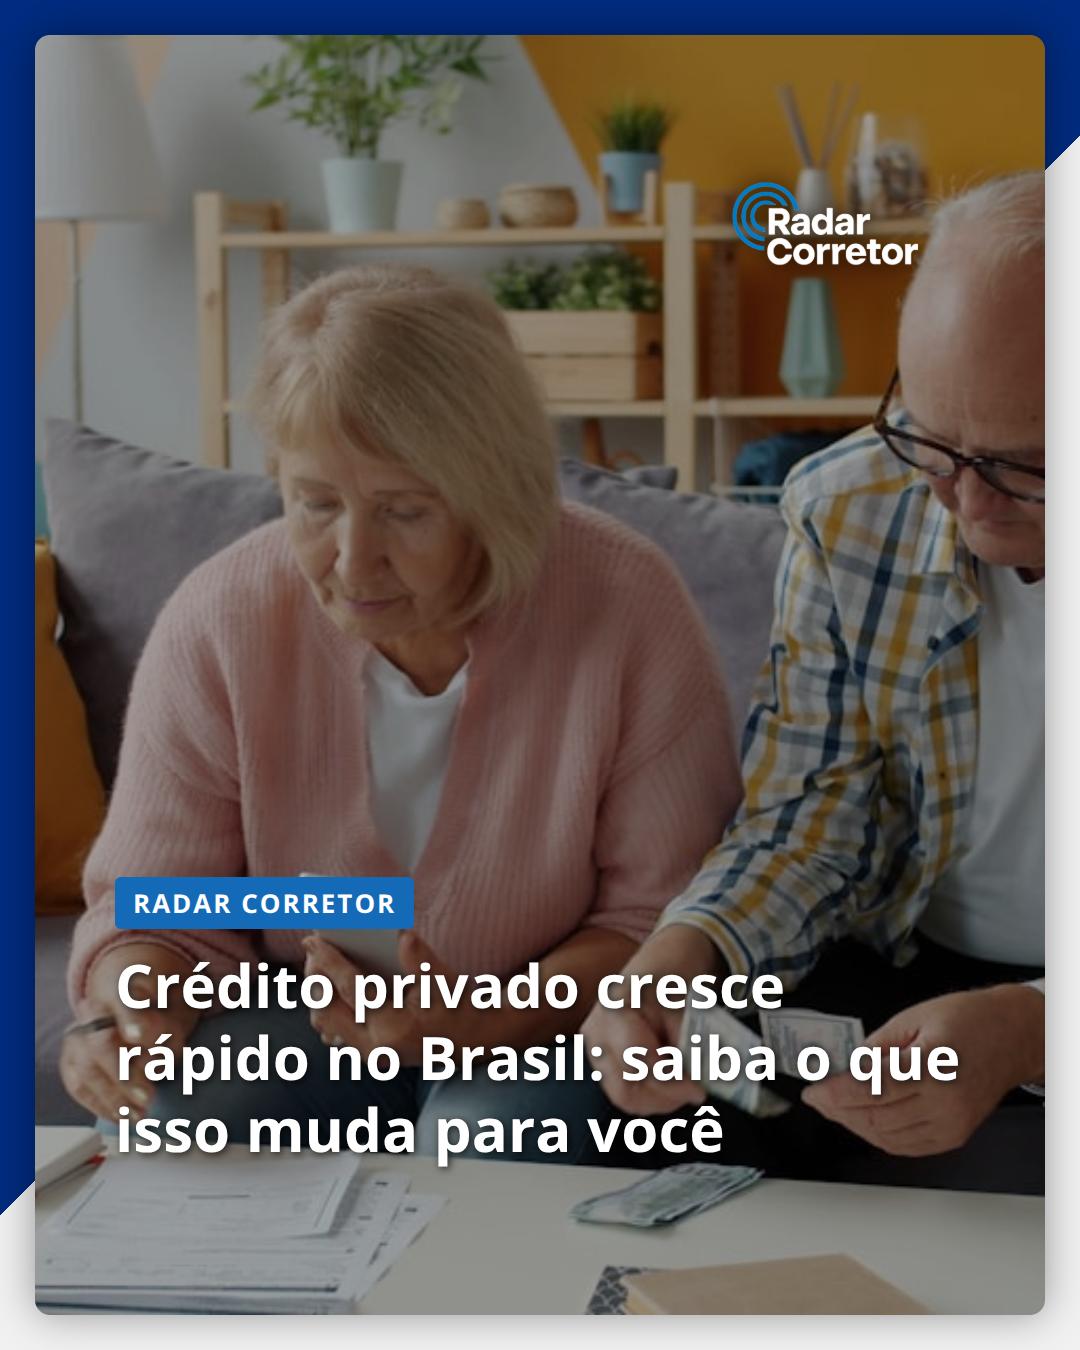 Radar
Corretor
RADAR CORRETOR
Crédito privado cresce
rápido no Brasil: saiba o que
isso muda para você